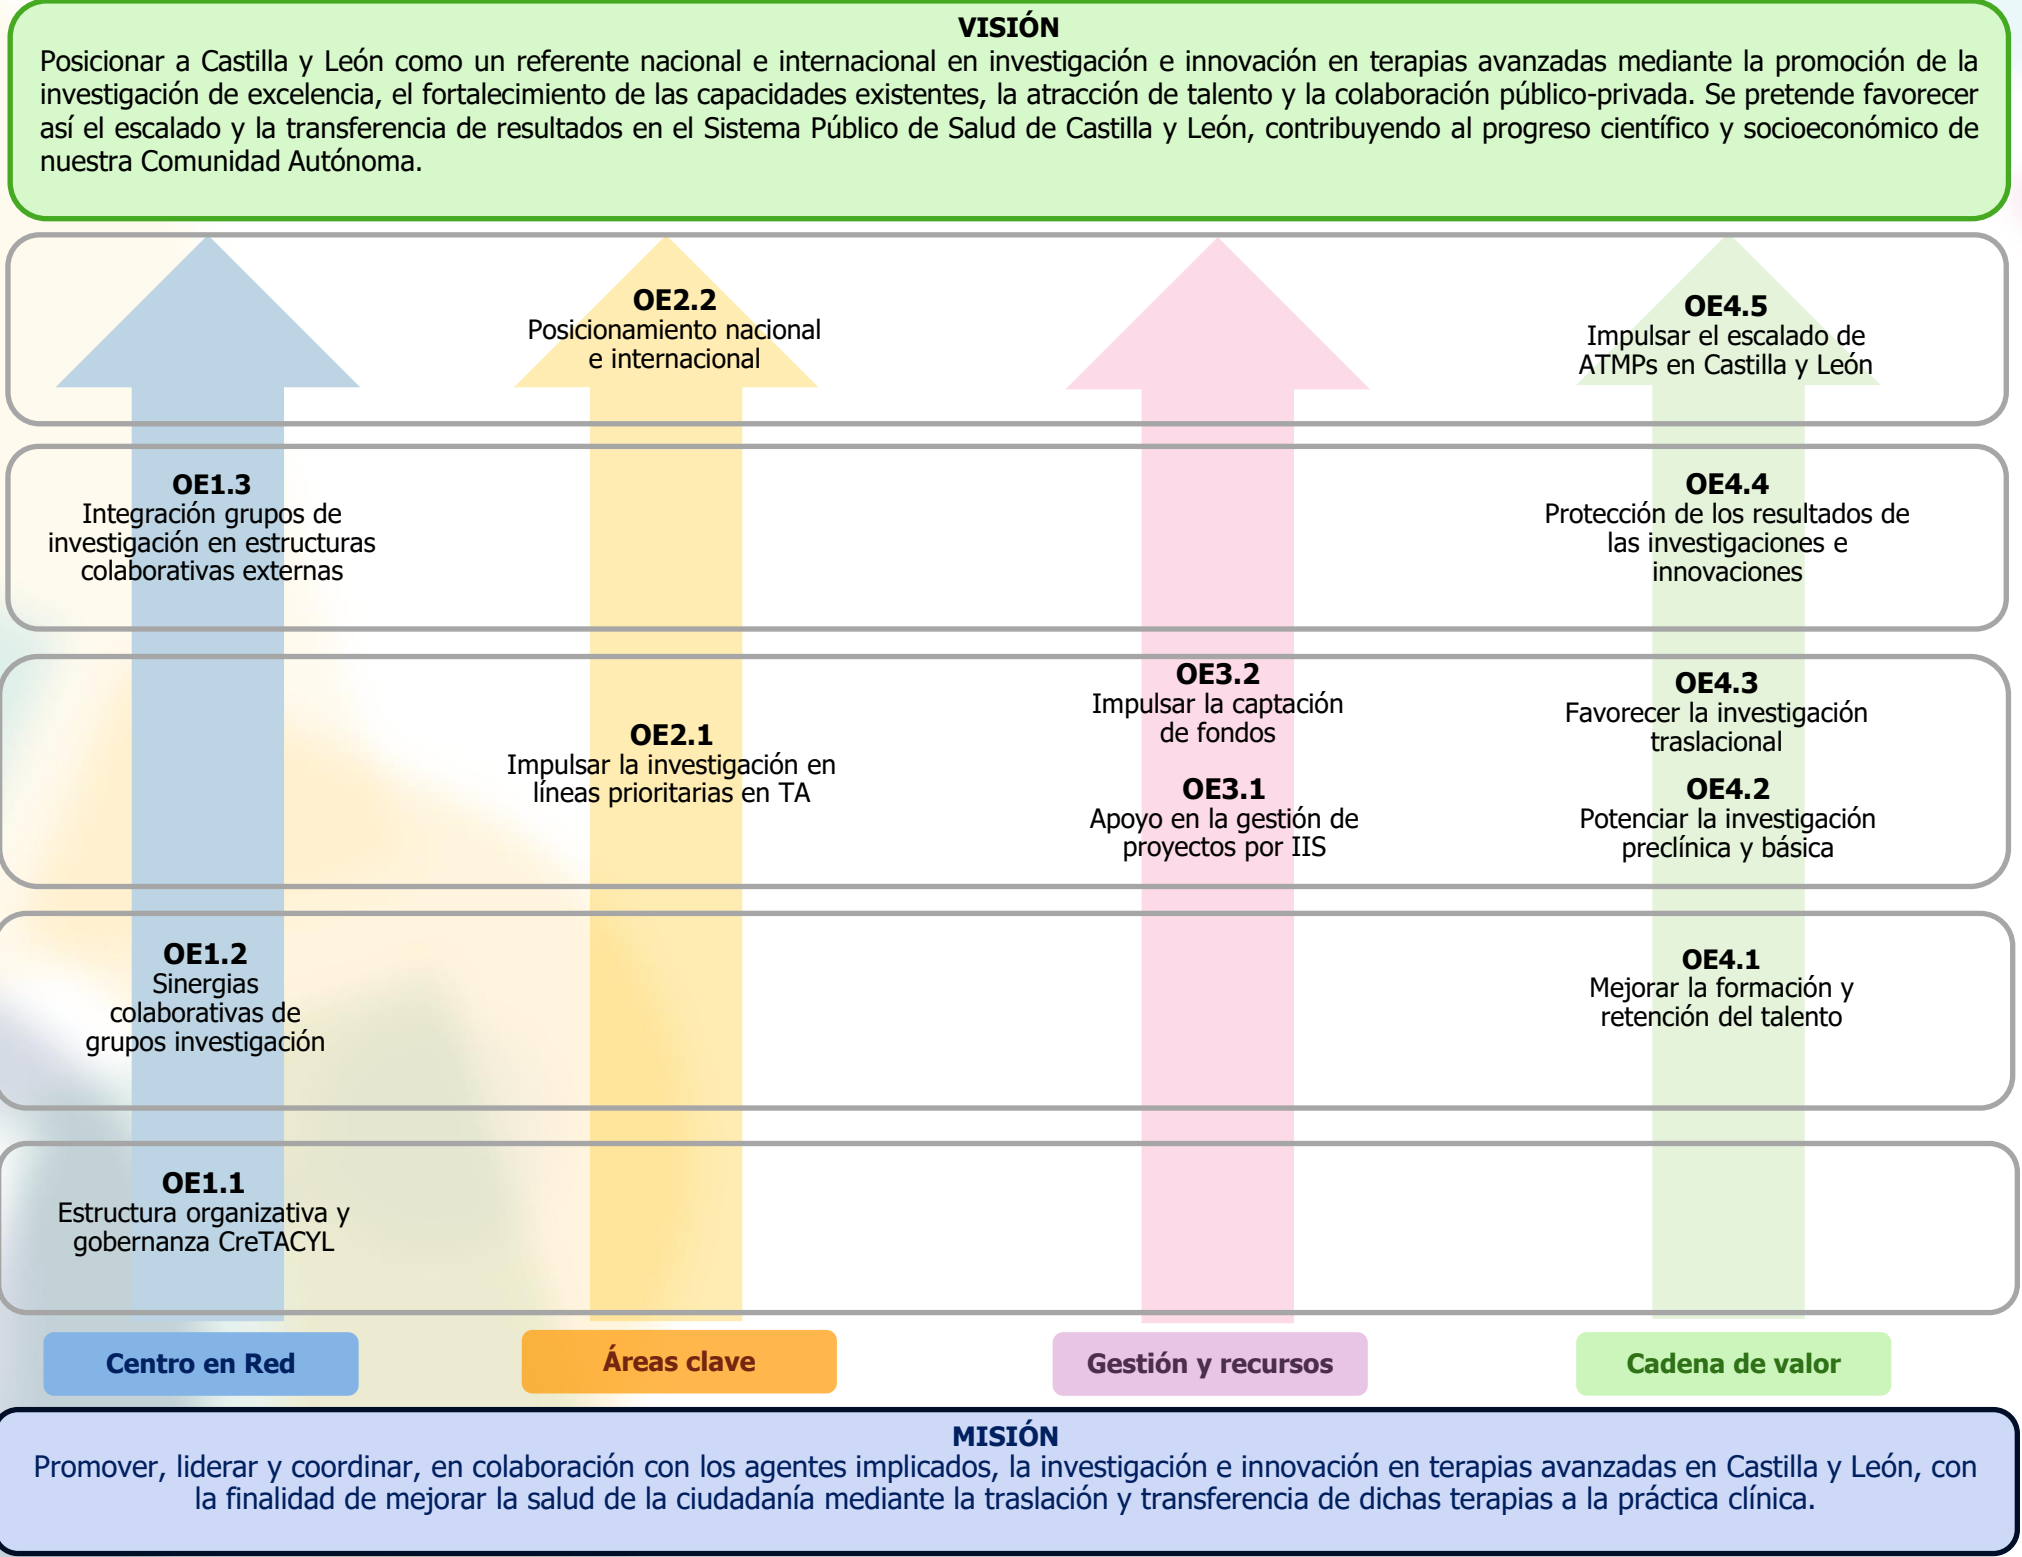 VISIÓN
Posicionar a Castilla y León como un referente nacional e internacional en investigación e innovación en terapias avanzadas mediante la promoción de la
investigación de excelencia, el fortalecimiento de las capacidades existentes, la atracción de talento y la colaboración público-privada. Se pretende favorecer
así el escalado y la transferencia de resultados en el Sistema Público de Salud de Castilla y León, contribuyendo al progreso científico y socioeconómico de
nuestra Comunidad Autónoma.
OE2.2
Posicionamiento nacional
e internacional
OE4.5
Impulsar el escalado de
ATMPs en Castilla y León
OE1.3
Integración grupos de
investigación en estructuras
colaborativas externas
OE4.4
Protección de los resultados de
las investigaciones e
innovaciones
OE2.1
Impulsar la investigación en
líneas prioritarias en TA
OE3.2
Impulsar la captación
de fondos
OE3.1
Apoyo en la gestión de
proyectos por IIS
OE4.3
Favorecer la investigación
traslacional
OE4.2
Potenciar la investigación
preclínica y básica
OE1.2
Sinergias
colaborativas de
grupos investigación
OE4.1
Mejorar la formación y
retención del talento
OE1.1
Estructura organizativa y
gobernanza CreTACYL
Centro en Red
Áreas clave
Gestión y recursos
Cadena de valor
MISIÓN
Promover, liderar y coordinar, en colaboración con los agentes implicados, la investigación e innovación en terapias avanzadas en Castilla y León, con
la finalidad de mejorar la salud de la ciudadanía mediante la traslación y transferencia de dichas terapias a la práctica clínica.